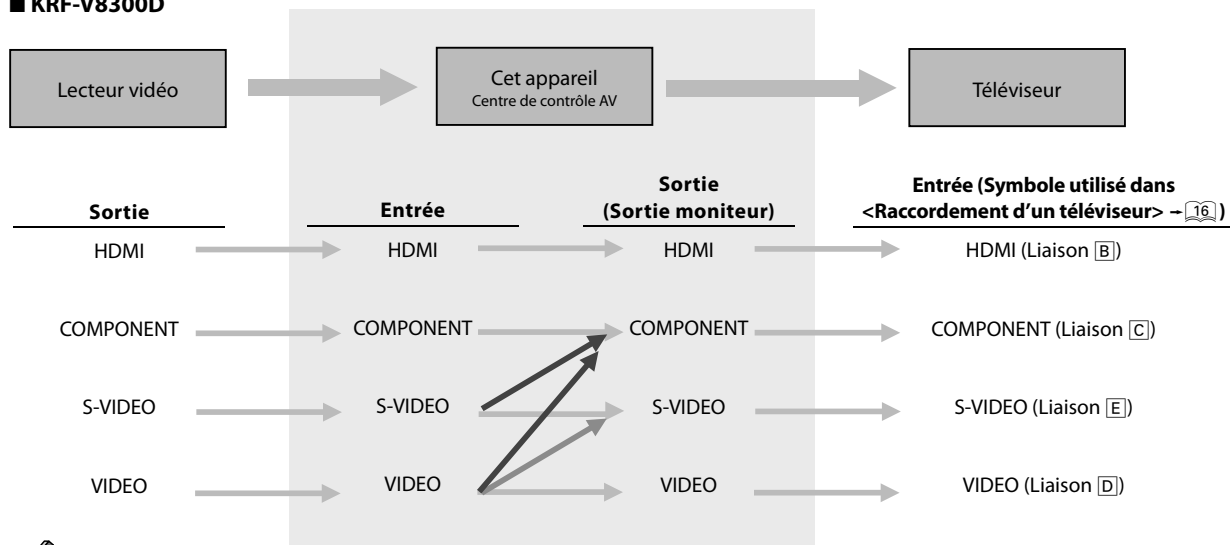 ■ KRF-V8300D
Lecteur vidéo
Cet appareil
Centre de contrôle AV
Téléviseur
Sortie
Entrée
Sortie
(Sortie moniteur)
Entrée (Symbole utilisé dans
<Raccordement d'un téléviseur> → 16 )
HDMI HDMI HDMI HDMI (Liaison B)
COMPONENT COMPONENT COMPONENT COMPONENT (Liaison C)
S-VIDEO S-VIDEO S-VIDEO S-VIDEO (Liaison E)
VIDEO VIDEO VIDEO VIDEO (Liaison D)